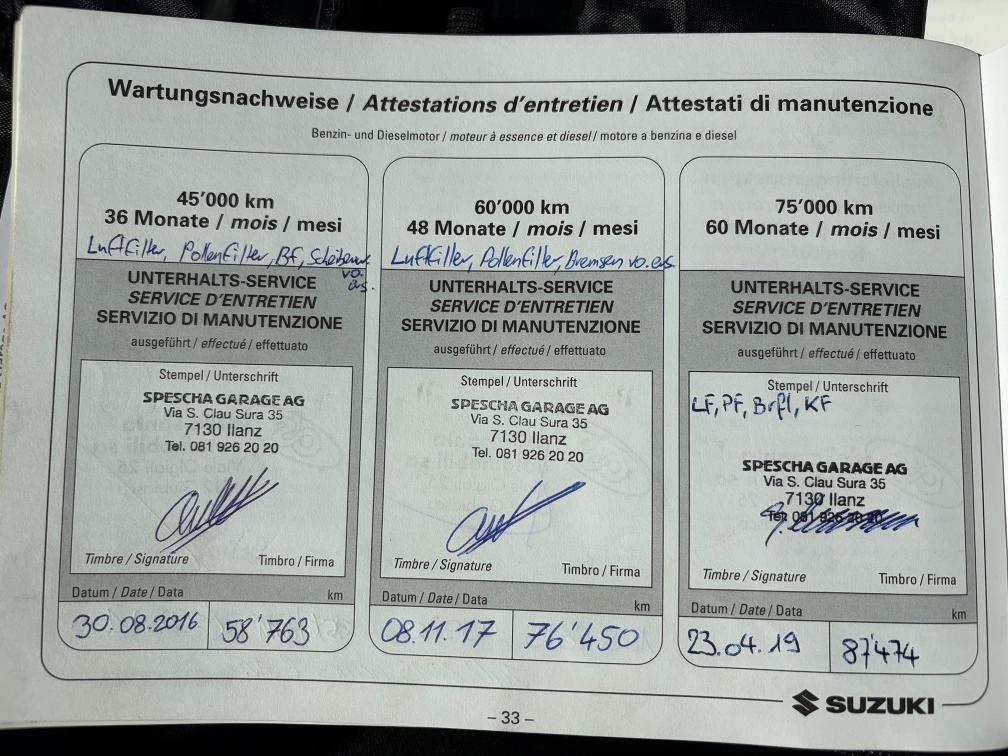 Wartungsnachweise / Attestations d'entretien / Attestati di manutenzione
Benzin- und Dieselmotor / moteur à essence et diesel / motore a benzina e diesel
45'000 km
36 Monate / mois / mesi
Luftfilter, Pollenfilter, BF, Scheibenw.
vo.
UNTERHALTS-SERVICE
SERVICE D'ENTRETIEN
SERVIZIO DI MANUTENZIONE
ausgeführt / effectué / effettuato
Stempel / Unterschrift
SPESCHA GARAGE AG
Via S. Clau Sura 35
7130 Ilanz
Tel. 081 926 20 20
Timbre / Signature Timbro / Firma
Datum / Date / Data km
30.08.2016 58'763
60'000 km
48 Monate / mois / mesi
Luftfilter, Pollenfilter, Bremsen vo.
UNTERHALTS-SERVICE
SERVICE D'ENTRETIEN
SERVIZIO DI MANUTENZIONE
ausgeführt / effectué / effettuato
Stempel / Unterschrift
SPESCHA GARAGE AG
Via S. Clau Sura 35
7130 Ilanz
Tel. 081 926 20 20
Timbre / Signature Timbro / Firma
Datum / Date / Data km
08.11.17 76'450
75'000 km
60 Monate / mois / mesi
UNTERHALTS-SERVICE
SERVICE D'ENTRETIEN
SERVIZIO DI MANUTENZIONE
ausgeführt / effectué / effettuato
Stempel / Unterschrift
LF, PF, Brfl, KF
SPESCHA GARAGE AG
Via S. Clau Sura 35
7130 Ilanz
Tel. 081 926 20 20
Timbre / Signature Timbro / Firma
Datum / Date / Data km
23.04.19 87'474
SUZUKI
– 33 –